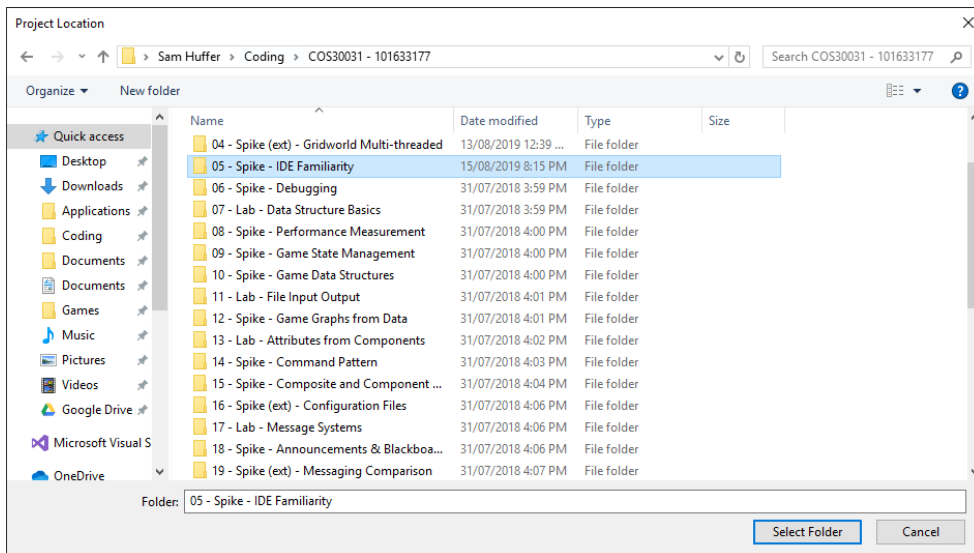 Project Location
Sam Huffer > Coding > COS30031 - 101633177
Search COS30031 - 101633177
Organize
New folder
Name Date modified Type Size
Quick access
Desktop
Downloads
Applications
Coding
Documents
Documents
Games
Music
Pictures
Videos
Google Drive
Microsoft Visual S
OneDrive
04 - Spike (ext) - Gridworld Multi-threaded 13/08/2019 12:39 ... File folder
05 - Spike - IDE Familiarity 15/08/2019 8:15 PM File folder
06 - Spike - Debugging 31/07/2018 3:59 PM File folder
07 - Lab - Data Structure Basics 31/07/2018 3:59 PM File folder
08 - Spike - Performance Measurement 31/07/2018 4:00 PM File folder
09 - Spike - Game State Management 31/07/2018 4:00 PM File folder
10 - Spike - Game Data Structures 31/07/2018 4:00 PM File folder
11 - Lab - File Input Output 31/07/2018 4:01 PM File folder
12 - Spike - Game Graphs from Data 31/07/2018 4:01 PM File folder
13 - Lab - Attributes from Components 31/07/2018 4:02 PM File folder
14 - Spike - Command Pattern 31/07/2018 4:03 PM File folder
15 - Spike - Composite and Component ... 31/07/2018 4:04 PM File folder
16 - Spike (ext) - Configuration Files 31/07/2018 4:06 PM File folder
17 - Lab - Message Systems 31/07/2018 4:06 PM File folder
18 - Spike - Announcements & Blackboa... 31/07/2018 4:06 PM File folder
19 - Spike (ext) - Messaging Comparison 31/07/2018 4:07 PM File folder
Folder: 05 - Spike - IDE Familiarity
Select Folder
Cancel